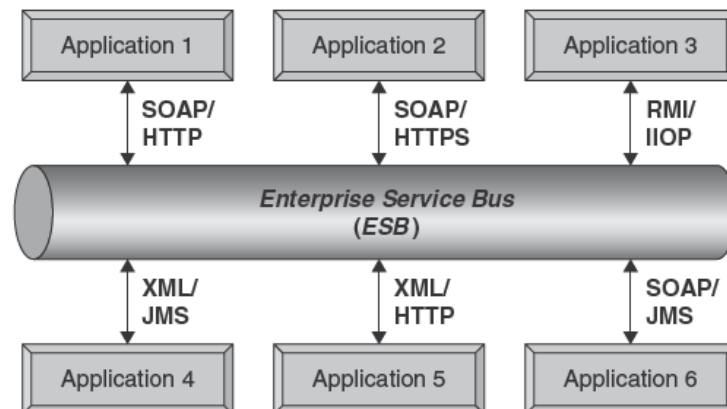 Application 1
Application 2
Application 3
SOAP/
HTTP
SOAP/
HTTPS
RMI/
IIOP
Enterprise Service Bus
(ESB)
XML/
JMS
XML/
HTTP
SOAP/
JMS
Application 4
Application 5
Application 6